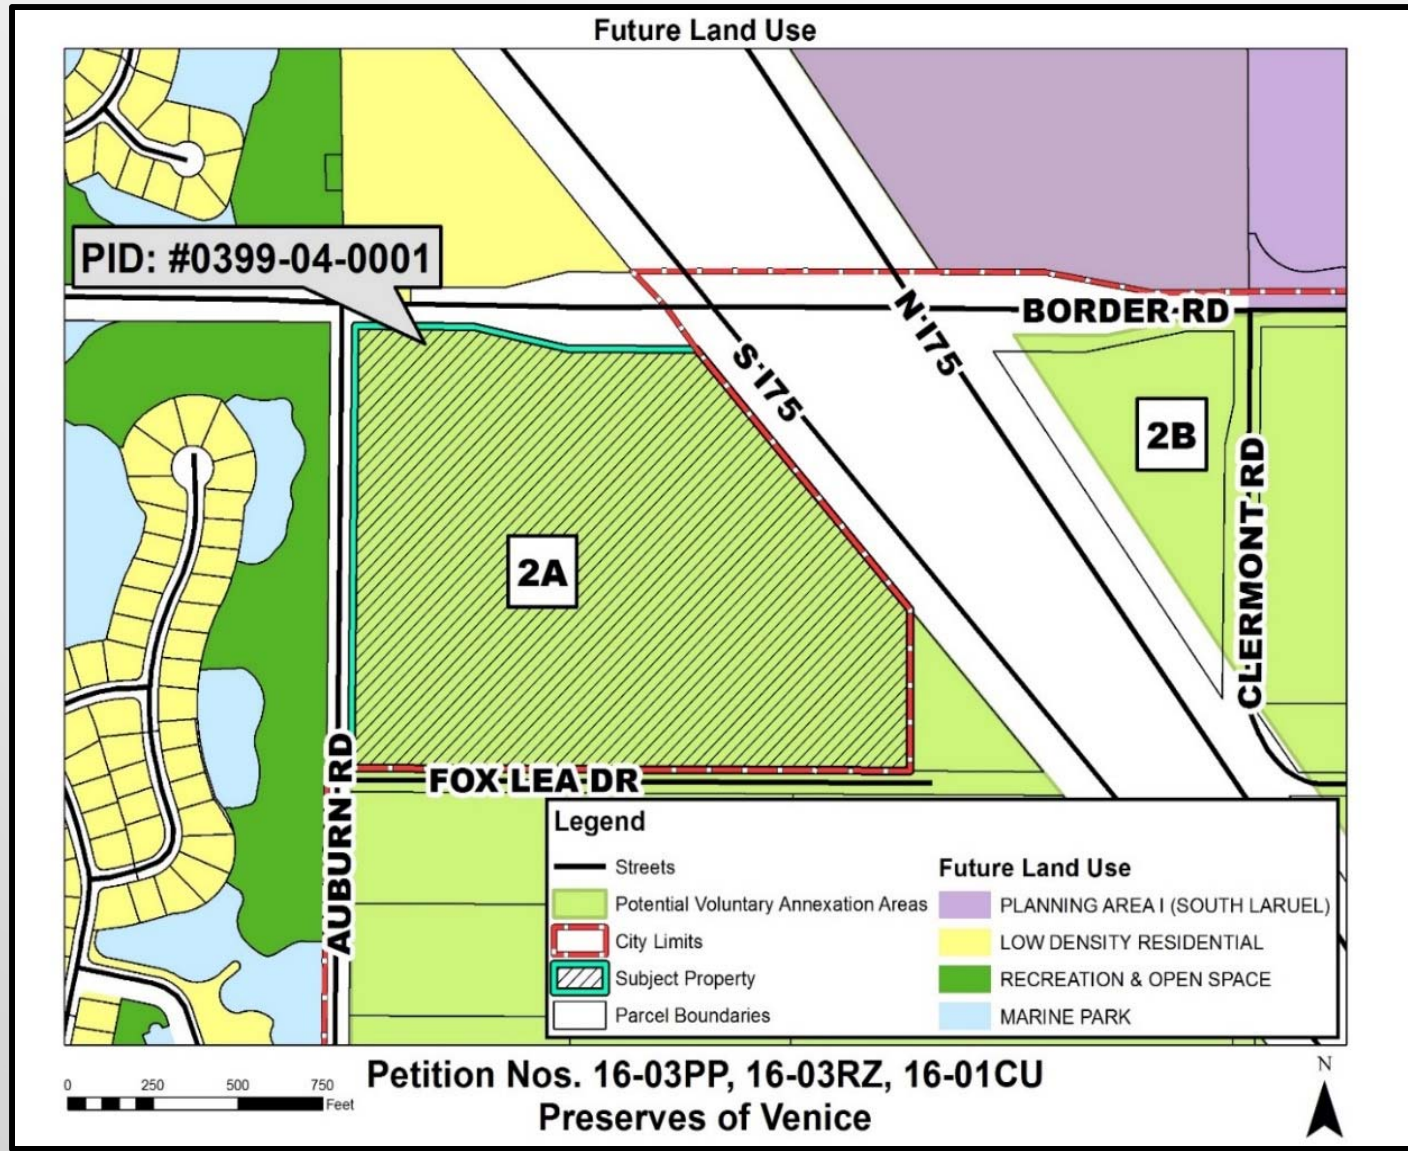 Future Land Use
PID: #0399-04-0001
BORDER RD
N I75
S I75
2B
CLERMONT RD
2A
AUBURN RD
FOX LEA DR
Legend
Streets
Potential Voluntary Annexation Areas
City Limits
Subject Property
Parcel Boundaries
Future Land Use
PLANNING AREA I (SOUTH LARUEL)
LOW DENSITY RESIDENTIAL
RECREATION & OPEN SPACE
MARINE PARK
0 250 500 750
Feet
Petition Nos. 16-03PP, 16-03RZ, 16-01CU
Preserves of Venice
N